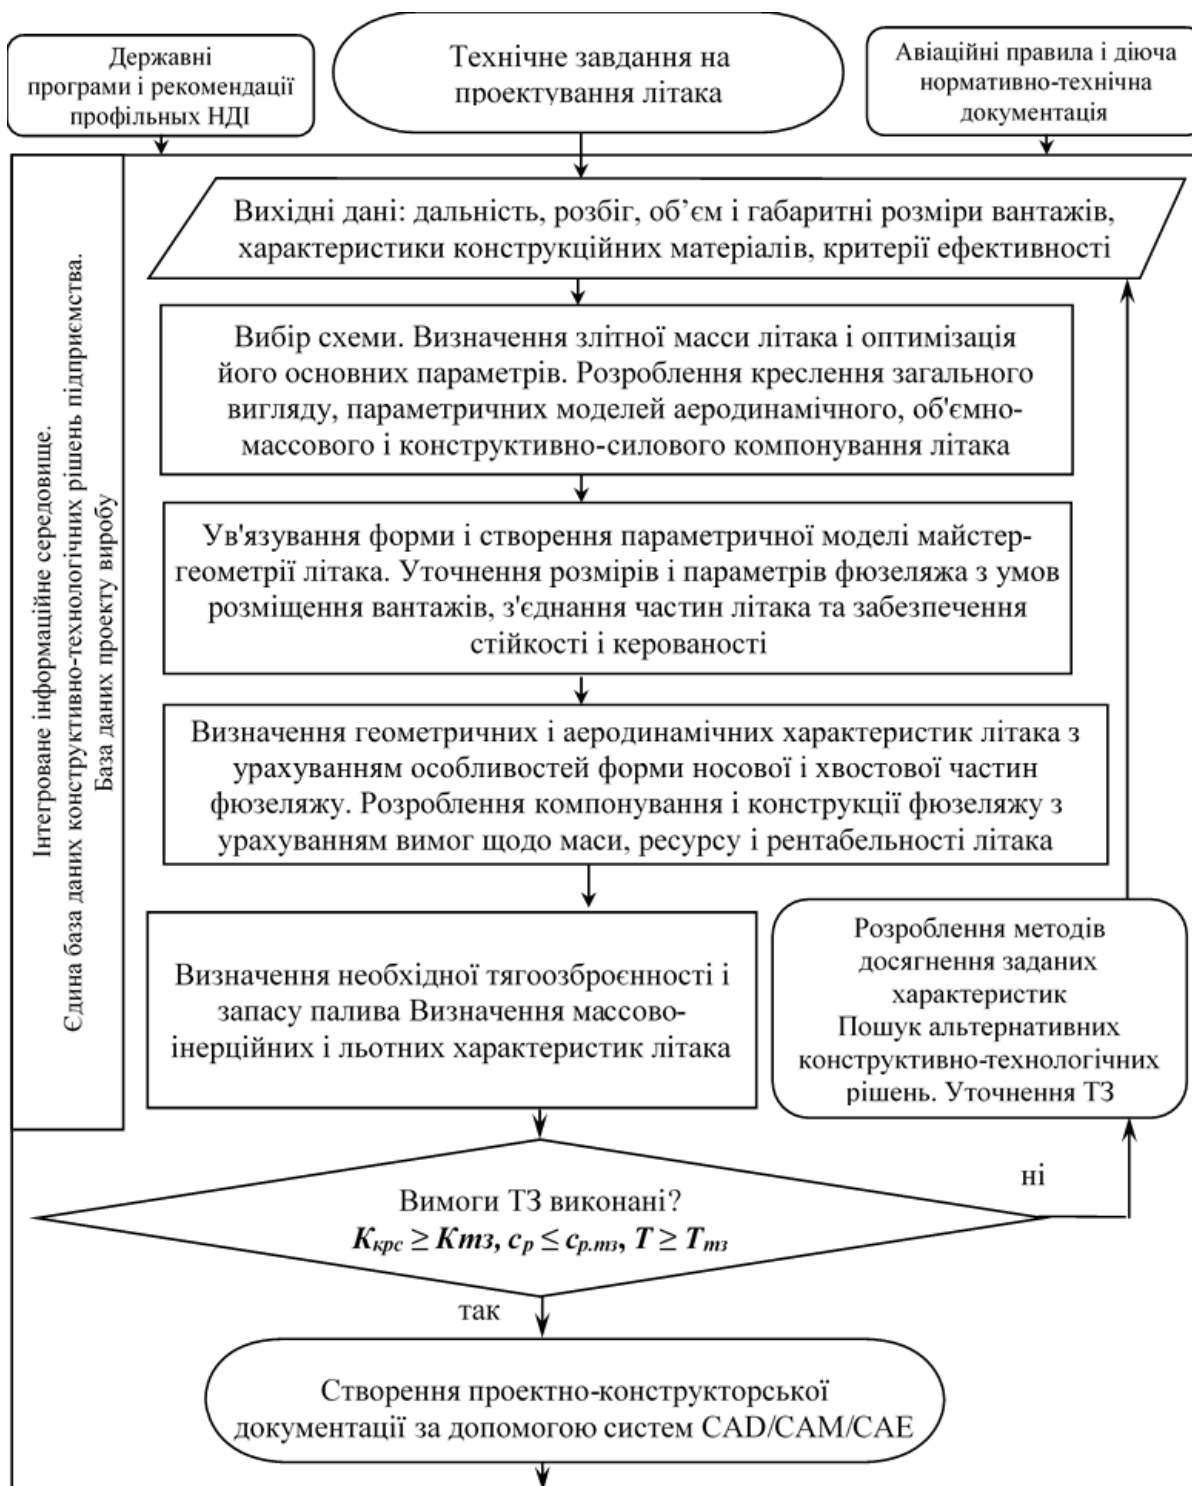 Державні
програми і рекомендації
профільных НДІ
Технічне завдання на
проектування літака
Авіаційні правила і діюча
нормативно-технічна
документація
Інтегроване інформаційне середовище.
Єдина база даних конструктивно-технологічних рішень підприємства.
База даних проекту виробу
Вихідні дані: дальність, розбіг, об’єм і габаритні розміри вантажів,
характеристики конструкційних матеріалів, критерії ефективності
Вибір схеми. Визначення злітної масси літака і оптимізація
його основних параметрів. Розроблення креслення загального
вигляду, параметричних моделей аеродинамічного, об'ємно-
массового і конструктивно-силового компонування літака
Ув'язування форми і створення параметричної моделі майстер-
геометрії літака. Уточнення розмірів і параметрів фюзеляжа з умов
розміщення вантажів, з'єднання частин літака та забезпечення
стійкості і керованості
Визначення геометричних і аеродинамічних характеристик літака з
урахуванням особливостей форми носової і хвостової частин
фюзеляжу. Розроблення компонування і конструкції фюзеляжу з
урахуванням вимог щодо маси, ресурсу і рентабельності літака
Визначення необхідної тягоозброєнності і
запасу палива Визначення массово-
інерційних і льотних характеристик літака
Розроблення методів
досягнення заданих
характеристик
Пошук альтернативних
конструктивно-технологічних
рішень. Уточнення ТЗ
Вимоги ТЗ виконані?
Ккрс ≥ Ктз, ср ≤ ср.тз, Т ≥ Ттз
ні
так
Створення проектно-конструкторської
документації за допомогою систем CAD/CAM/CAE